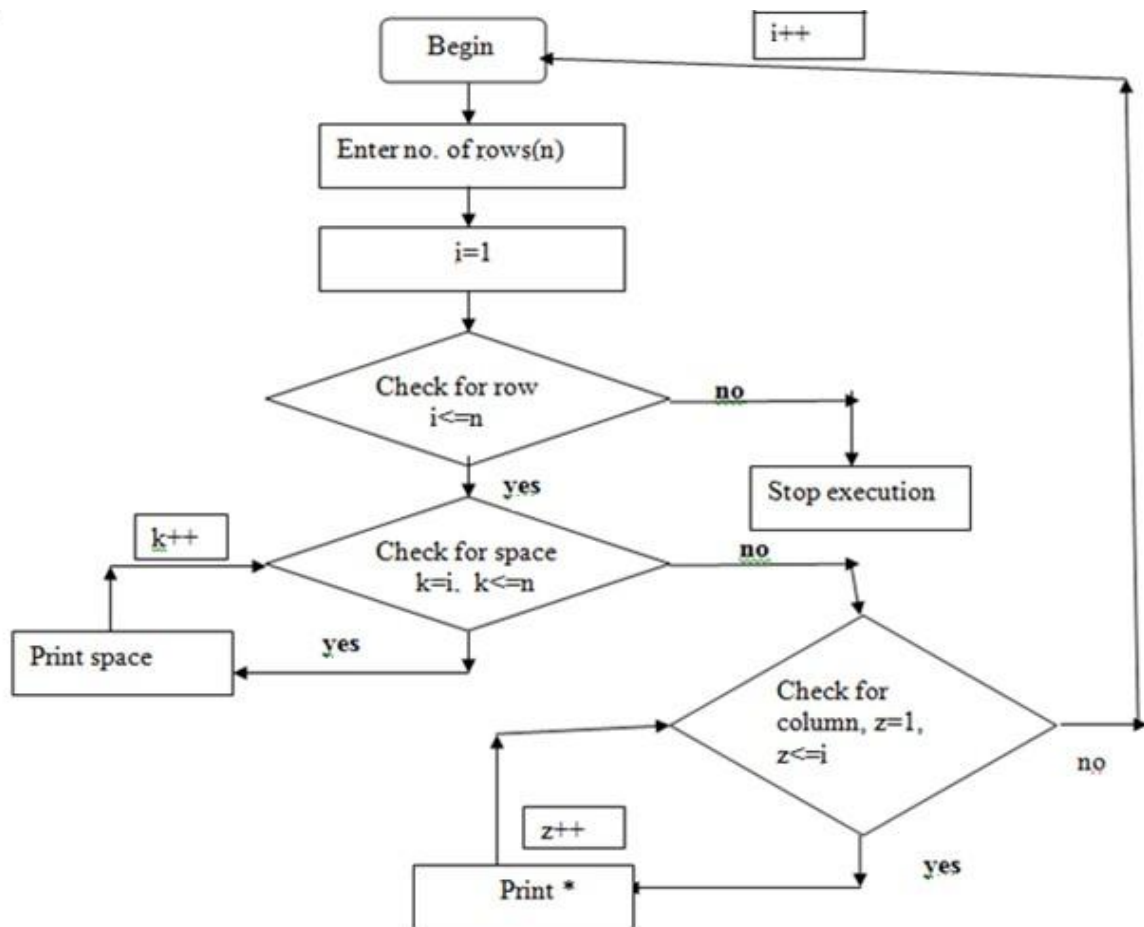 Begin
i++
Enter no. of rows(n)
i=1
Check for row
i<=n
no
Stop execution
yes
k++
Check for space
k=i, k<=n
no
Print space
yes
Check for
column, z=1,
z<=i
no
z++
yes
Print *